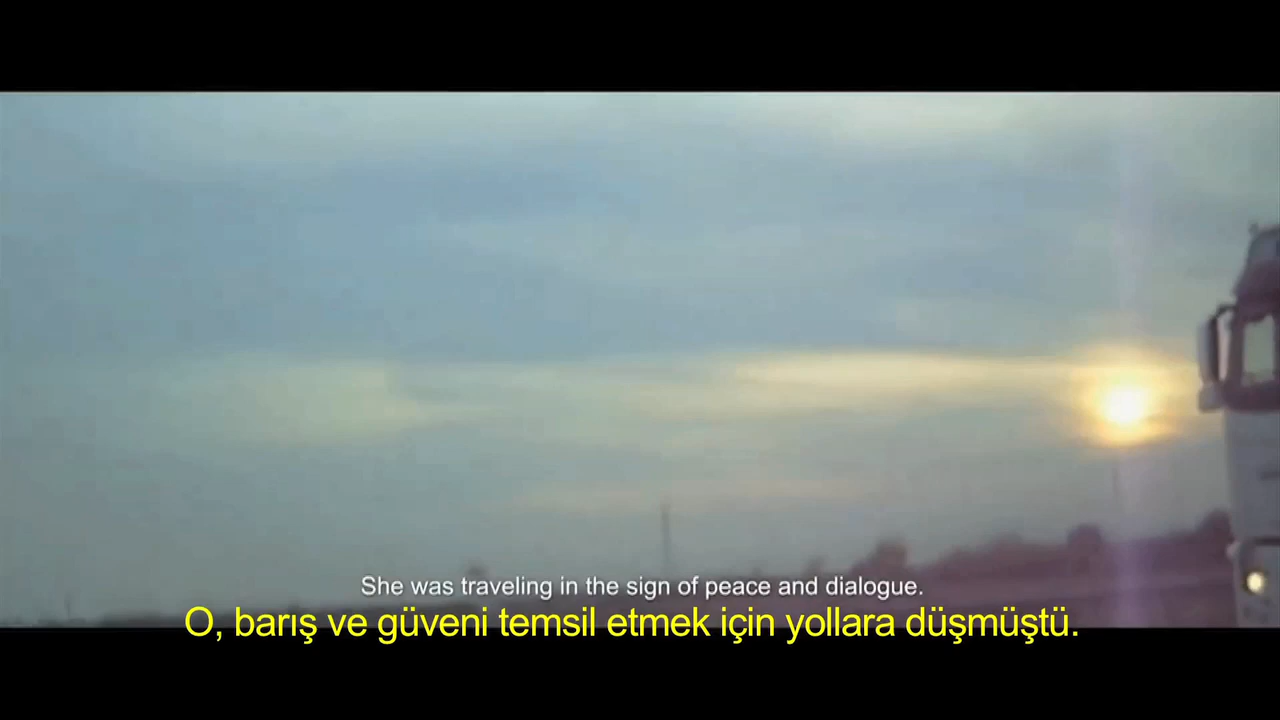 She was traveling in the sign of peace and dialogue.
O, barış ve güveni temsil etmek için yollara düşmüştü.